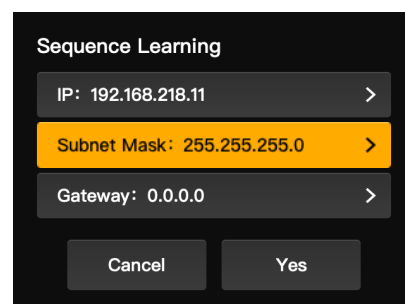 Sequence Learning
IP: 192.168.218.11
Subnet Mask: 255.255.255.0
Gateway: 0.0.0.0
Cancel
Yes